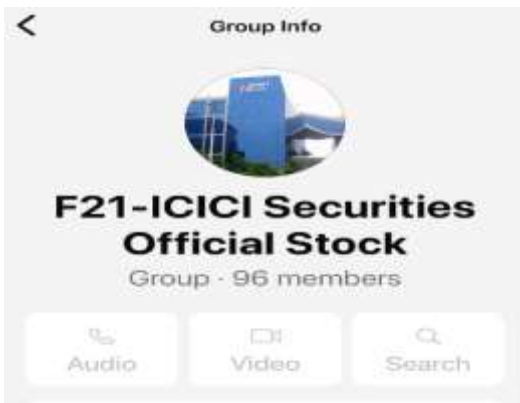 Group Info
F21-ICICI Securities
Official Stock
Group · 96 members
Audio Video Search